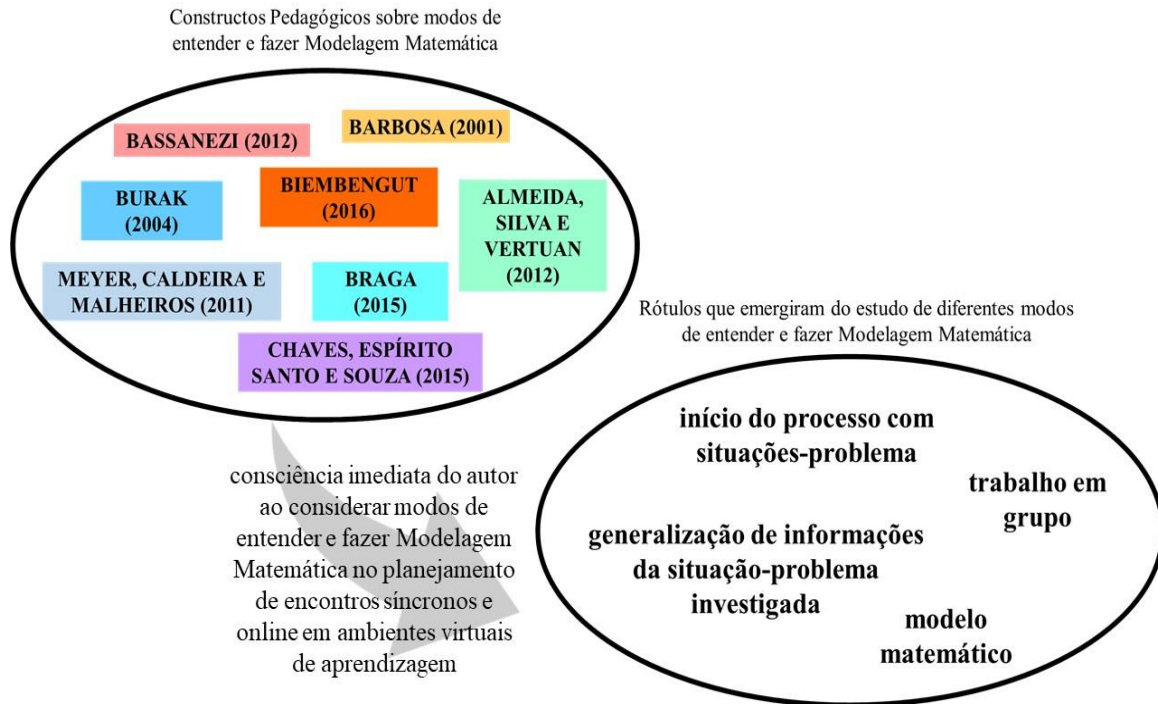 Constructos Pedagógicos sobre modos de
entender e fazer Modelagem Matemática
BASSANEZI (2012)
BARBOSA (2001)
BURAK
(2004)
BIEMBENGUT
(2016)
ALMEIDA,
SILVA E
VERTUAN
(2012)
MEYER, CALDEIRA E
MALHEIROS (2011)
BRAGA
(2015)
CHAVES, ESPÍRITO
SANTO E SOUZA (2015)
Rótulos que emergiram do estudo de diferentes modos
de entender e fazer Modelagem Matemática
consciência imediata do autor
ao considerar modos de
entender e fazer Modelagem
Matemática no planejamento
de encontros síncronos e
online em ambientes virtuais
de aprendizagem
início do processo com
situações-problema
trabalho em
grupo
generalização de informações
da situação-problema
investigada
modelo
matemático